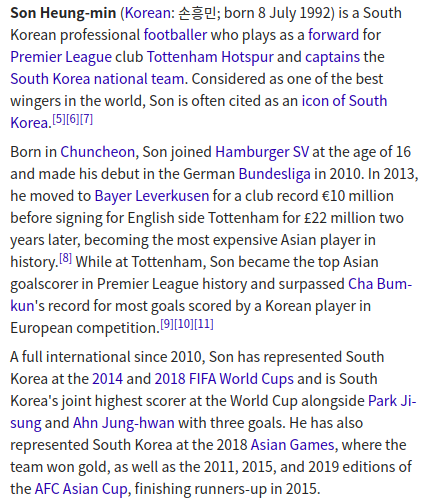 Son Heung-min (Korean: 손흥민; born 8 July 1992) is a South
Korean professional footballer who plays as a forward for
Premier League club Tottenham Hotspur and captains the
South Korea national team. Considered as one of the best
wingers in the world, Son is often cited as an icon of South
Korea.[5][6][7]
Born in Chuncheon, Son joined Hamburger SV at the age of 16
and made his debut in the German Bundesliga in 2010. In 2013,
he moved to Bayer Leverkusen for a club record €10 million
before signing for English side Tottenham for £22 million two
years later, becoming the most expensive Asian player in
history.[8] While at Tottenham, Son became the top Asian
goalscorer in Premier League history and surpassed Cha Bum-
kun's record for most goals scored by a Korean player in
European competition.[9][10][11]
A full international since 2010, Son has represented South
Korea at the 2014 and 2018 FIFA World Cups and is South
Korea's joint highest scorer at the World Cup alongside Park Ji-
sung and Ahn Jung-hwan with three goals. He has also
represented South Korea at the 2018 Asian Games, where the
team won gold, as well as the 2011, 2015, and 2019 editions of
the AFC Asian Cup, finishing runners-up in 2015.